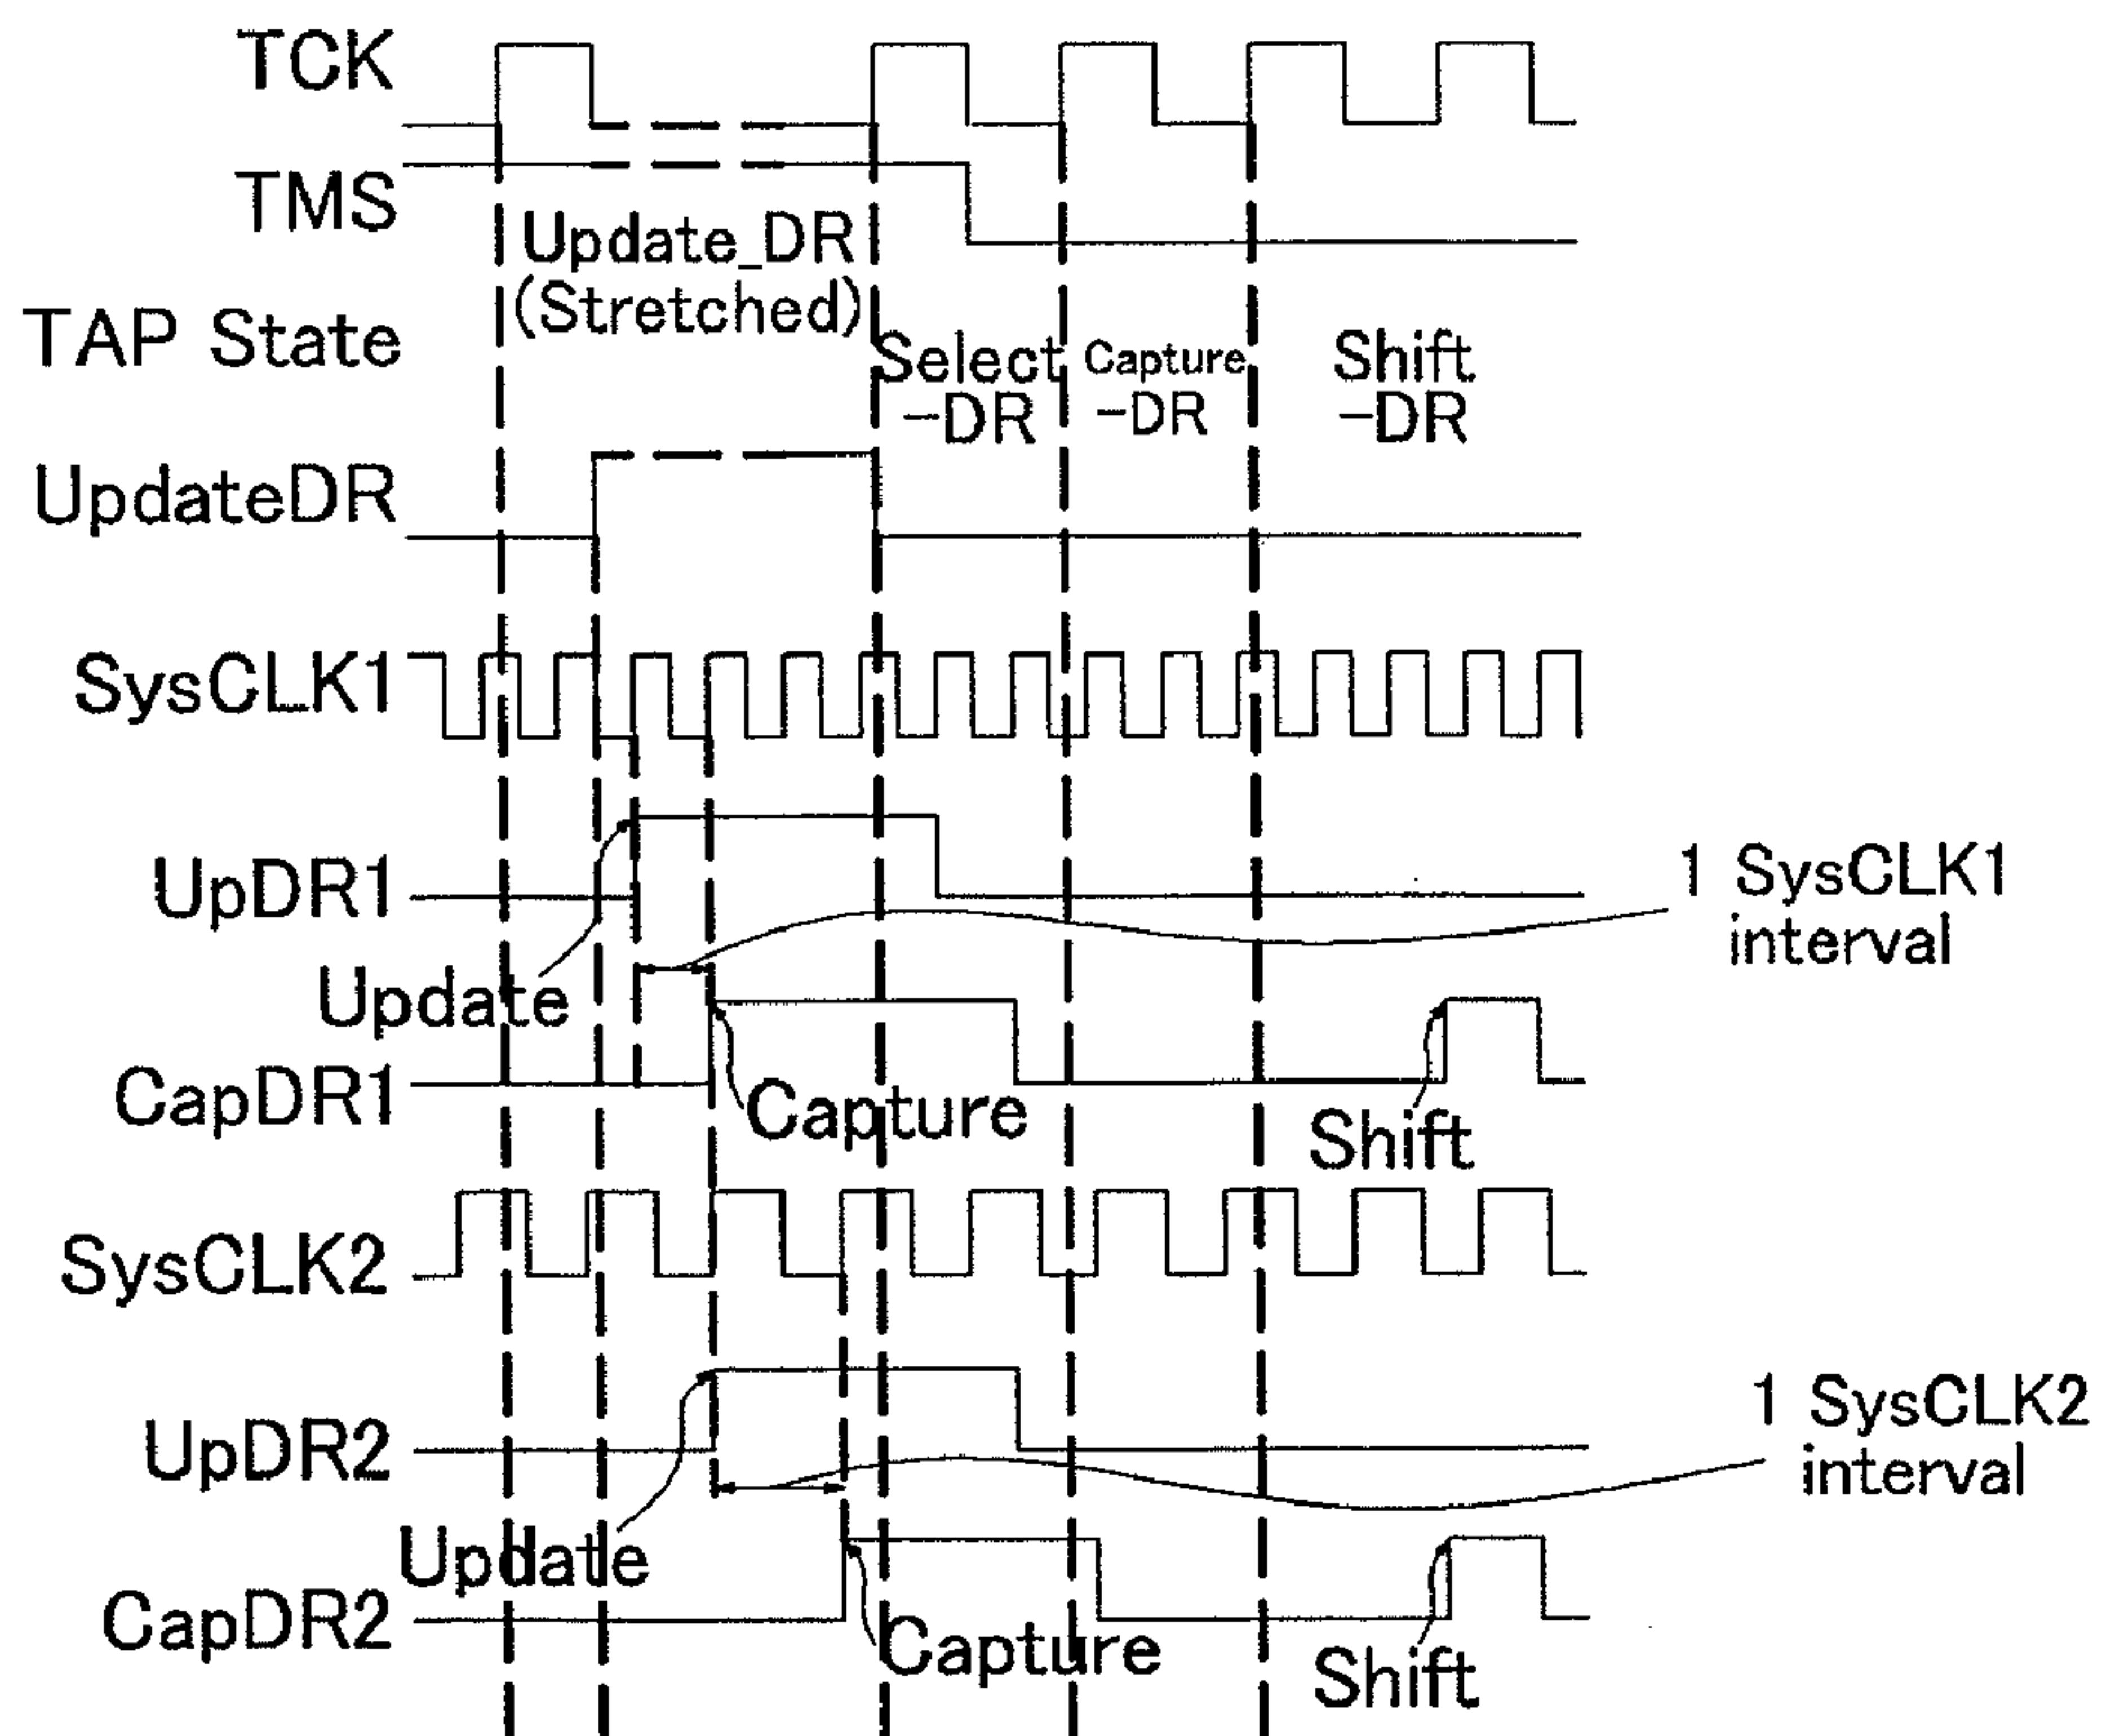 TCK
TMS
Update_DR
(Stretched)
TAP State
Select
-DR
Capture
-DR
Shift
-DR
UpdateDR
SysCLK1
UpDR1
1 SysCLK1
interval
Update
CapDR1
Capture
Shift
SysCLK2
UpDR2
1 SysCLK2
interval
Update
CapDR2
Capture
Shift